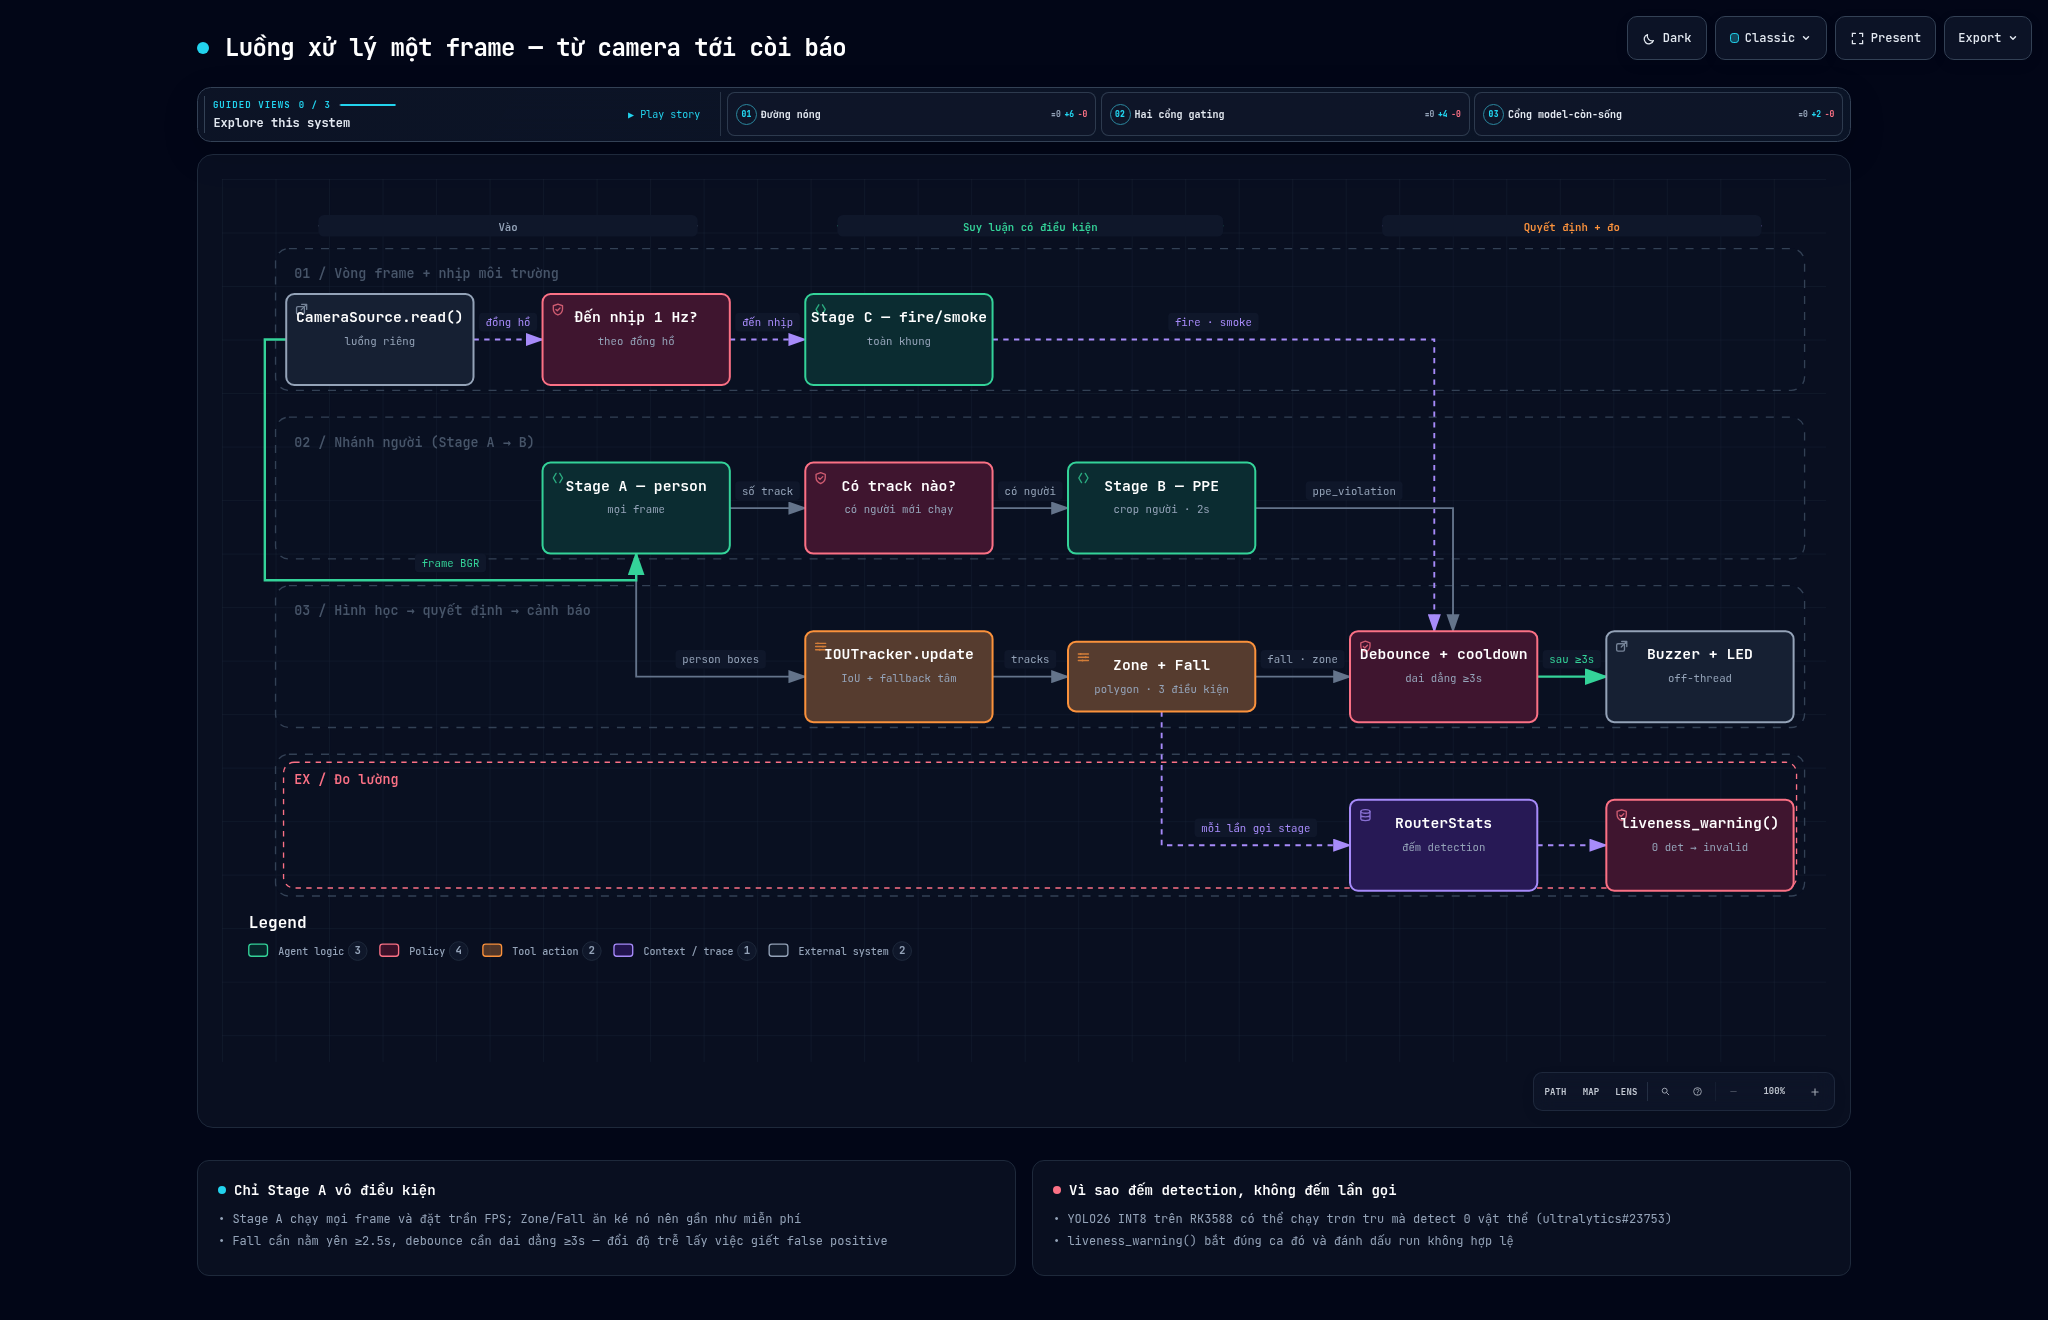 Luồng xử lý một frame — từ camera tới còi báo
Dark
Classic
Present
Export
GUIDED VIEWS 0 / 3
Explore this system
▶ Play story
01 Đường nóng =0 +6 -0
02 Hai cổng gating =0 +4 -0
03 Cổng model-còn-sống =0 +2 -0
Vào
Suy luận có điều kiện
Quyết định + đo
01 / Vòng frame + nhịp môi trường
CameraSource.read()
luồng riêng
đồng hồ
Đến nhịp 1 Hz?
theo đồng hồ
đến nhịp
Stage C — fire/smoke
toàn khung
fire · smoke
02 / Nhánh người (Stage A → B)
Stage A — person
mọi frame
số track
Có track nào?
có người mới chạy
có người
Stage B — PPE
crop người · 2s
ppe_violation
frame BGR
03 / Hình học → quyết định → cảnh báo
person boxes
IOUTracker.update
IoU + fallback tâm
tracks
Zone + Fall
polygon · 3 điều kiện
fall · zone
Debounce + cooldown
dai dẳng ≥3s
sau ≥3s
Buzzer + LED
off-thread
EX / Đo lường
mỗi lần gọi stage
RouterStats
đếm detection
liveness_warning()
0 det → invalid
Legend
Agent logic 3
Policy 4
Tool action 2
Context / trace 1
External system 2
PATH MAP LENS − 100% +
Chỉ Stage A vô điều kiện
• Stage A chạy mọi frame và đặt trần FPS; Zone/Fall ăn ké nó nên gần như miễn phí
• Fall cần nằm yên ≥2.5s, debounce cần dai dẳng ≥3s — đổi độ trễ lấy việc giết false positive
Vì sao đếm detection, không đếm lần gọi
• YOLO26 INT8 trên RK3588 có thể chạy trơn tru mà detect 0 vật thể (ultralytics#23753)
• liveness_warning() bắt đúng ca đó và đánh dấu run không hợp lệ